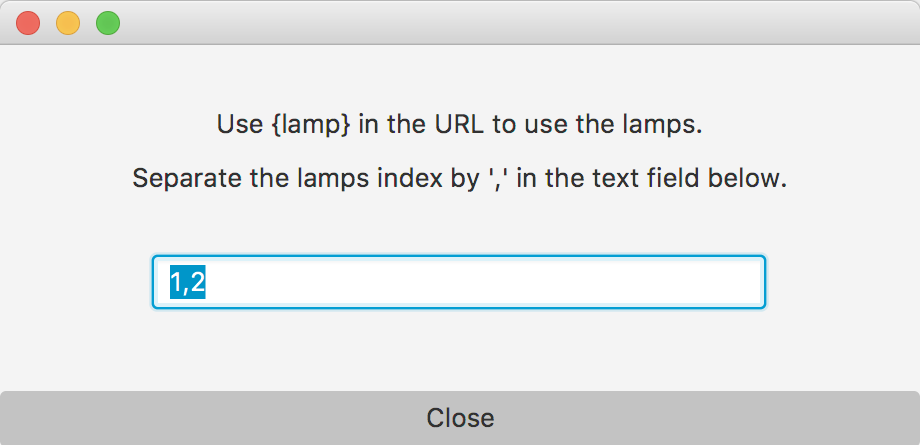 Use {lamp} in the URL to use the lamps.
Separate the lamps index by ',' in the text field below.
1,2
Close